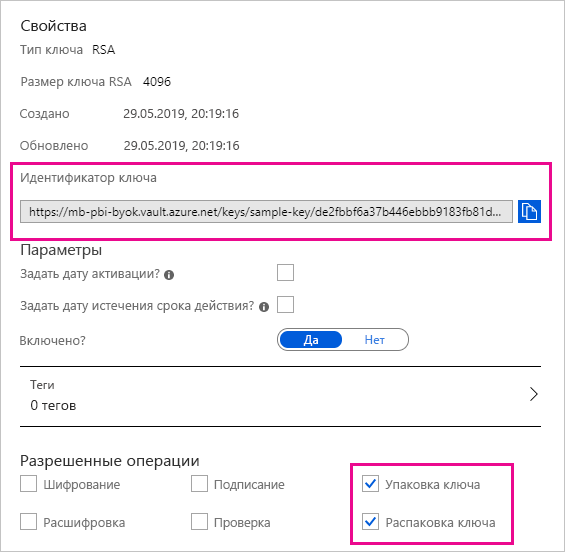 Свойства
Тип ключа RSA
Размер ключа RSA 4096
Создано 29.05.2019, 20:19:16
Обновлено 29.05.2019, 20:19:16
Идентификатор ключа
https://mb-pbi-byok.vault.azure.net/keys/sample-key/de2fbbf6a37b446ebbb9183fb81d...
Параметры
Задать дату активации?
Задать дату истечения срока действия?
Включено? Да Нет
Теги
0 тегов
Разрешенные операции
Шифрование Подписание Упаковка ключа
Расшифровка Проверка Распаковка ключа